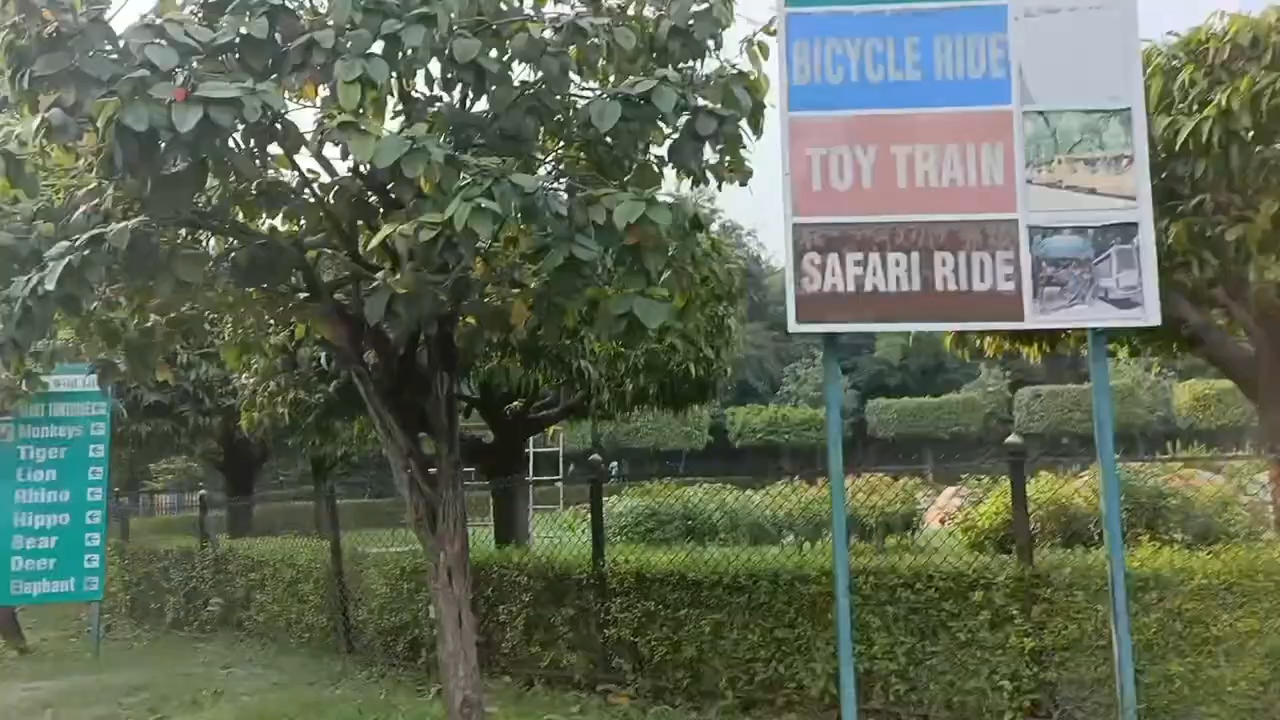 BICYCLE RIDE
TOY TRAIN
SAFARI RIDE
Monkeys
Tiger
Lion
Rhino
Hippo
Bear
Deer
Elephant